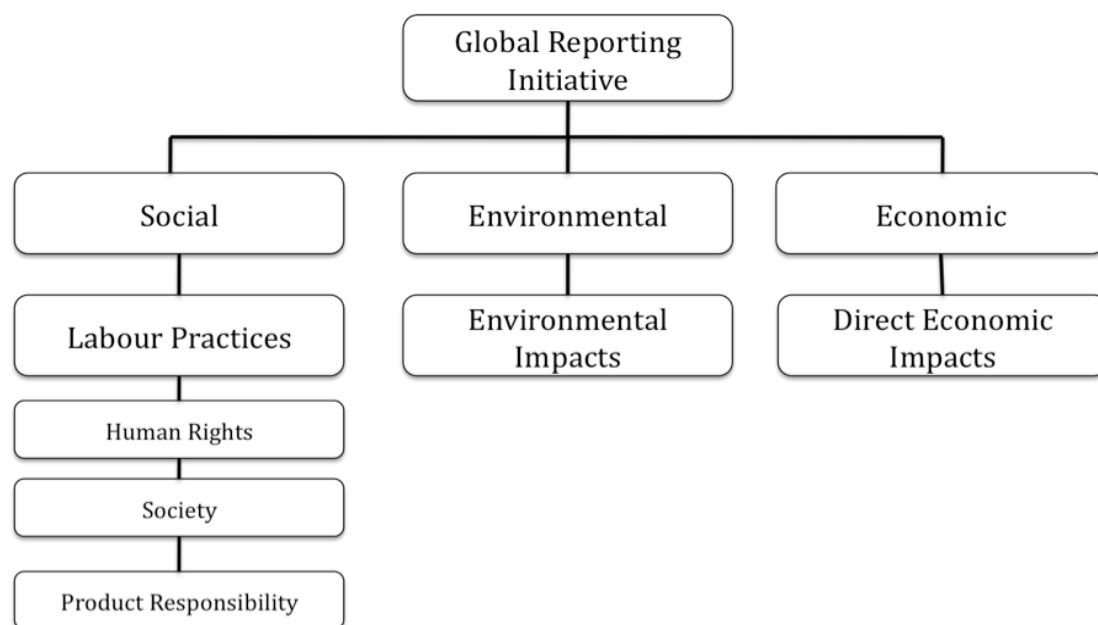 Global Reporting
Initiative
Social
Environmental
Economic
Labour Practices
Environmental
Impacts
Direct Economic
Impacts
Human Rights
Society
Product Responsibility